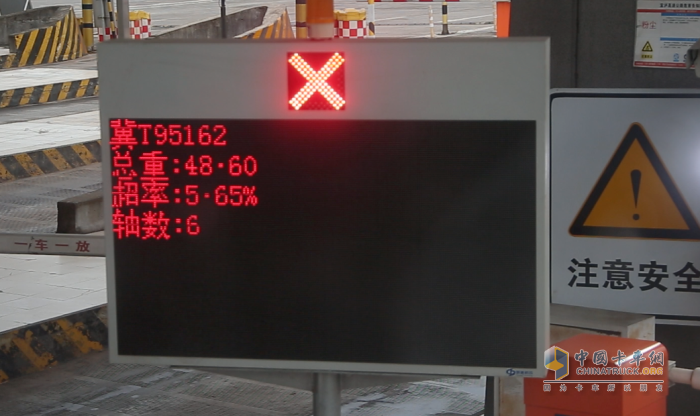 冀T95162
总重:48·60
超率:5·65%
轴数:6
一车一放
注意安全
中国卡车网
CHINATRUCK.ORG